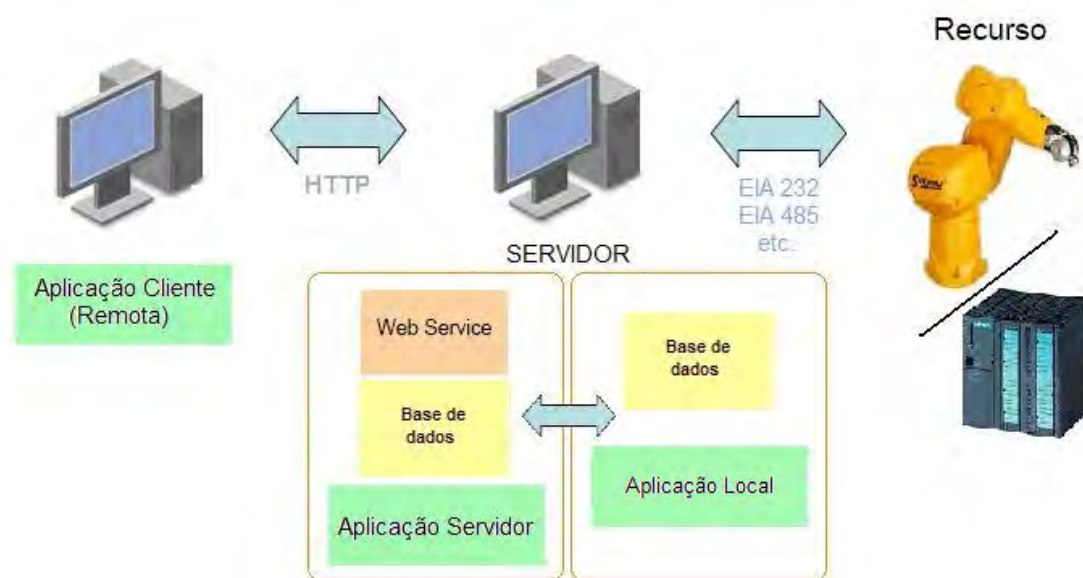 Recurso
HTTP
EIA 232
EIA 485
etc.
SERVIDOR
Aplicação Cliente
(Remota)
Web Service
Base de
dados
Aplicação Servidor
Base de
dados
Aplicação Local